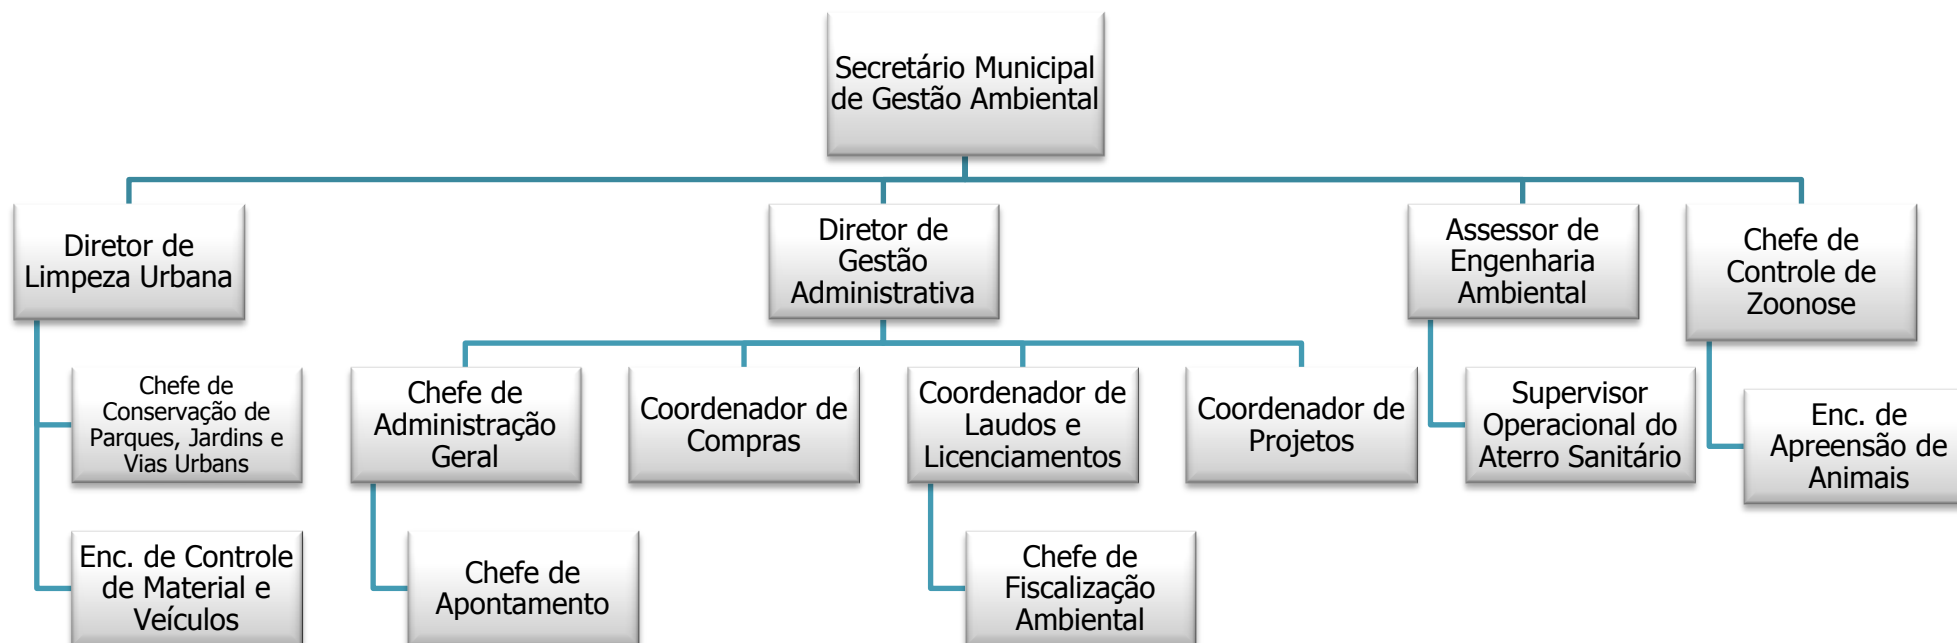 Secretário Municipal
de Gestão Ambiental
Diretor de
Limpeza Urbana
Diretor de
Gestão
Administrativa
Assessor de
Engenharia
Ambiental
Chefe de
Controle de
Zoonose
Chefe de
Conservação de
Parques, Jardins e
Vias Urbans
Chefe de
Administração
Geral
Coordenador de
Compras
Coordenador de
Laudos e
Licenciamentos
Coordenador de
Projetos
Supervisor
Operacional do
Aterro Sanitário
Enc. de
Apreensão de
Animais
Enc. de Controle
de Material e
Veículos
Chefe de
Apontamento
Chefe de
Fiscalização
Ambiental